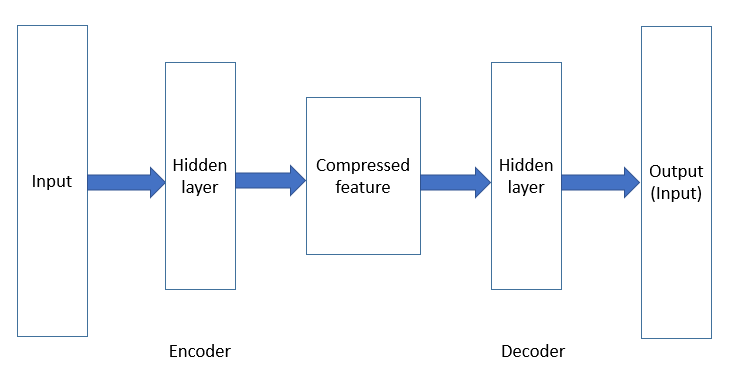 Input
Hidden
layer
Compressed
feature
Hidden
layer
Output
(Input)
Encoder
Decoder